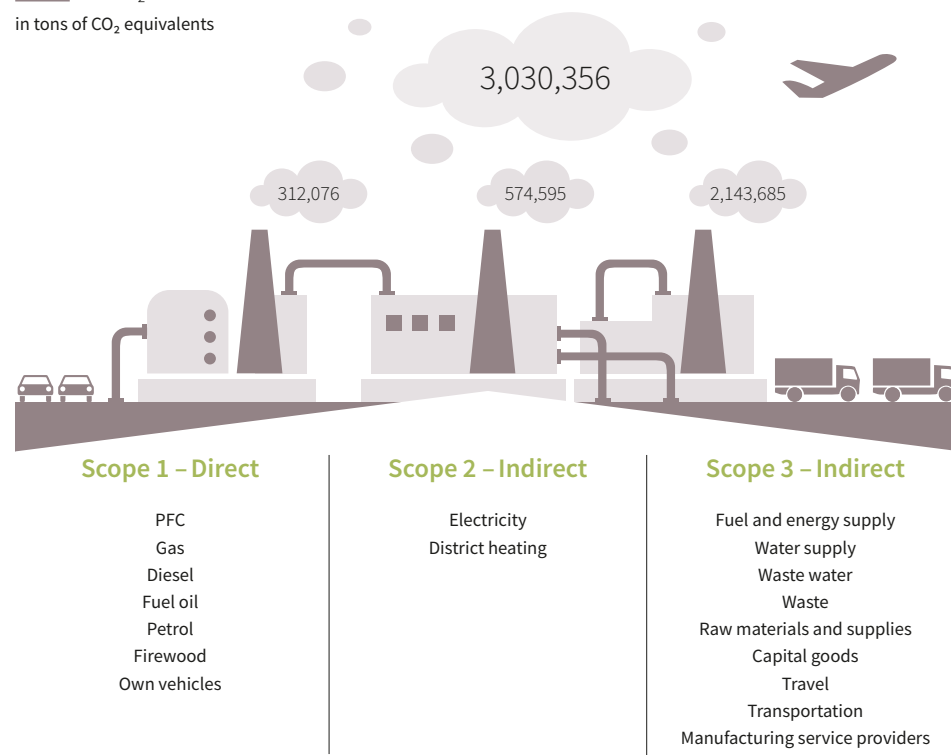 in tons of CO₂ equivalents
3,030,356
312,076
574,595
2,143,685
Scope 1 – Direct
PFC
Gas
Diesel
Fuel oil
Petrol
Firewood
Own vehicles
Scope 2 – Indirect
Electricity
District heating
Scope 3 – Indirect
Fuel and energy supply
Water supply
Waste water
Waste
Raw materials and supplies
Capital goods
Travel
Transportation
Manufacturing service providers